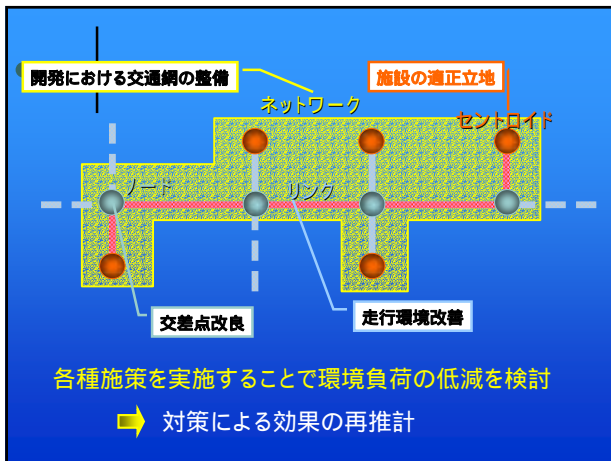 開発における交通網の整備
施設の適正立地
ネットワーク
セントロイド
ノード
リンク
交差点改良
走行環境改善
各種施策を実施することで環境負荷の低減を検討
対策による効果の再推計